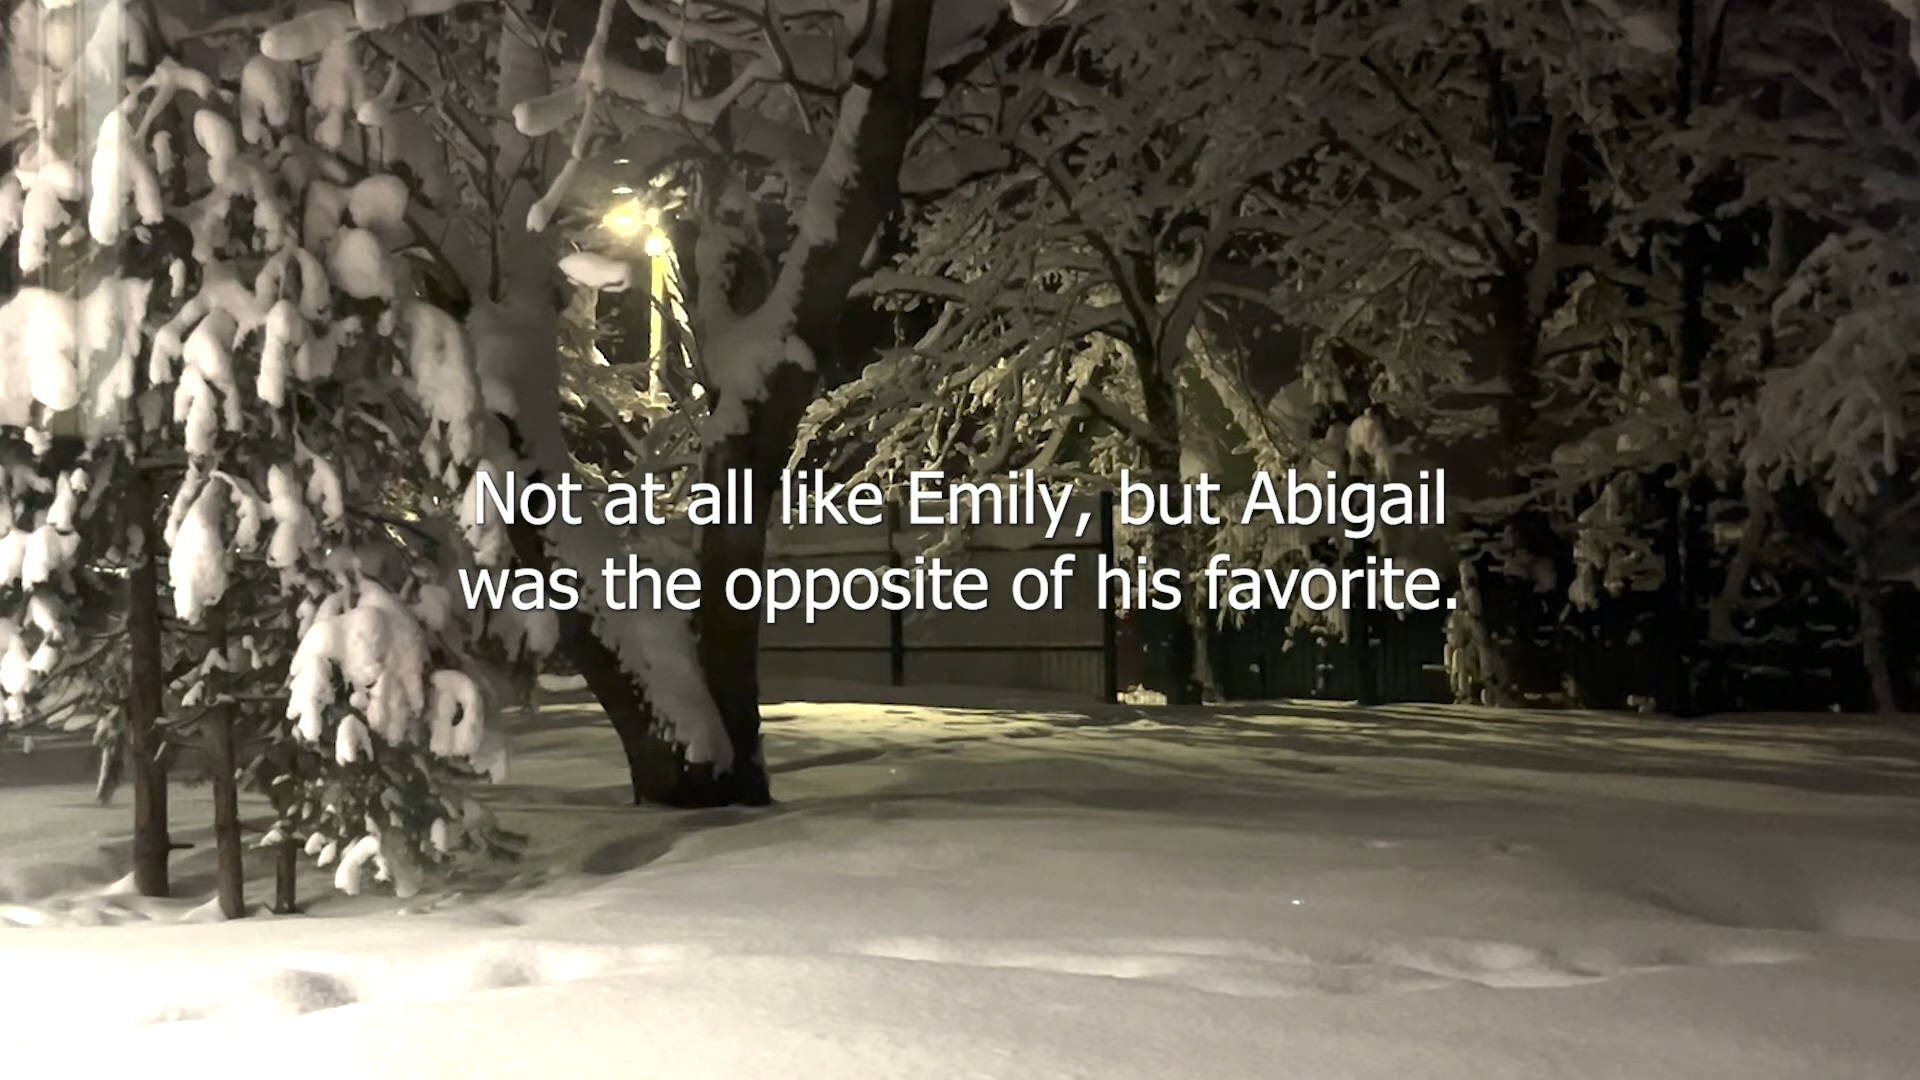 Not at all like Emily, but Abigail
was the opposite of his favorite.